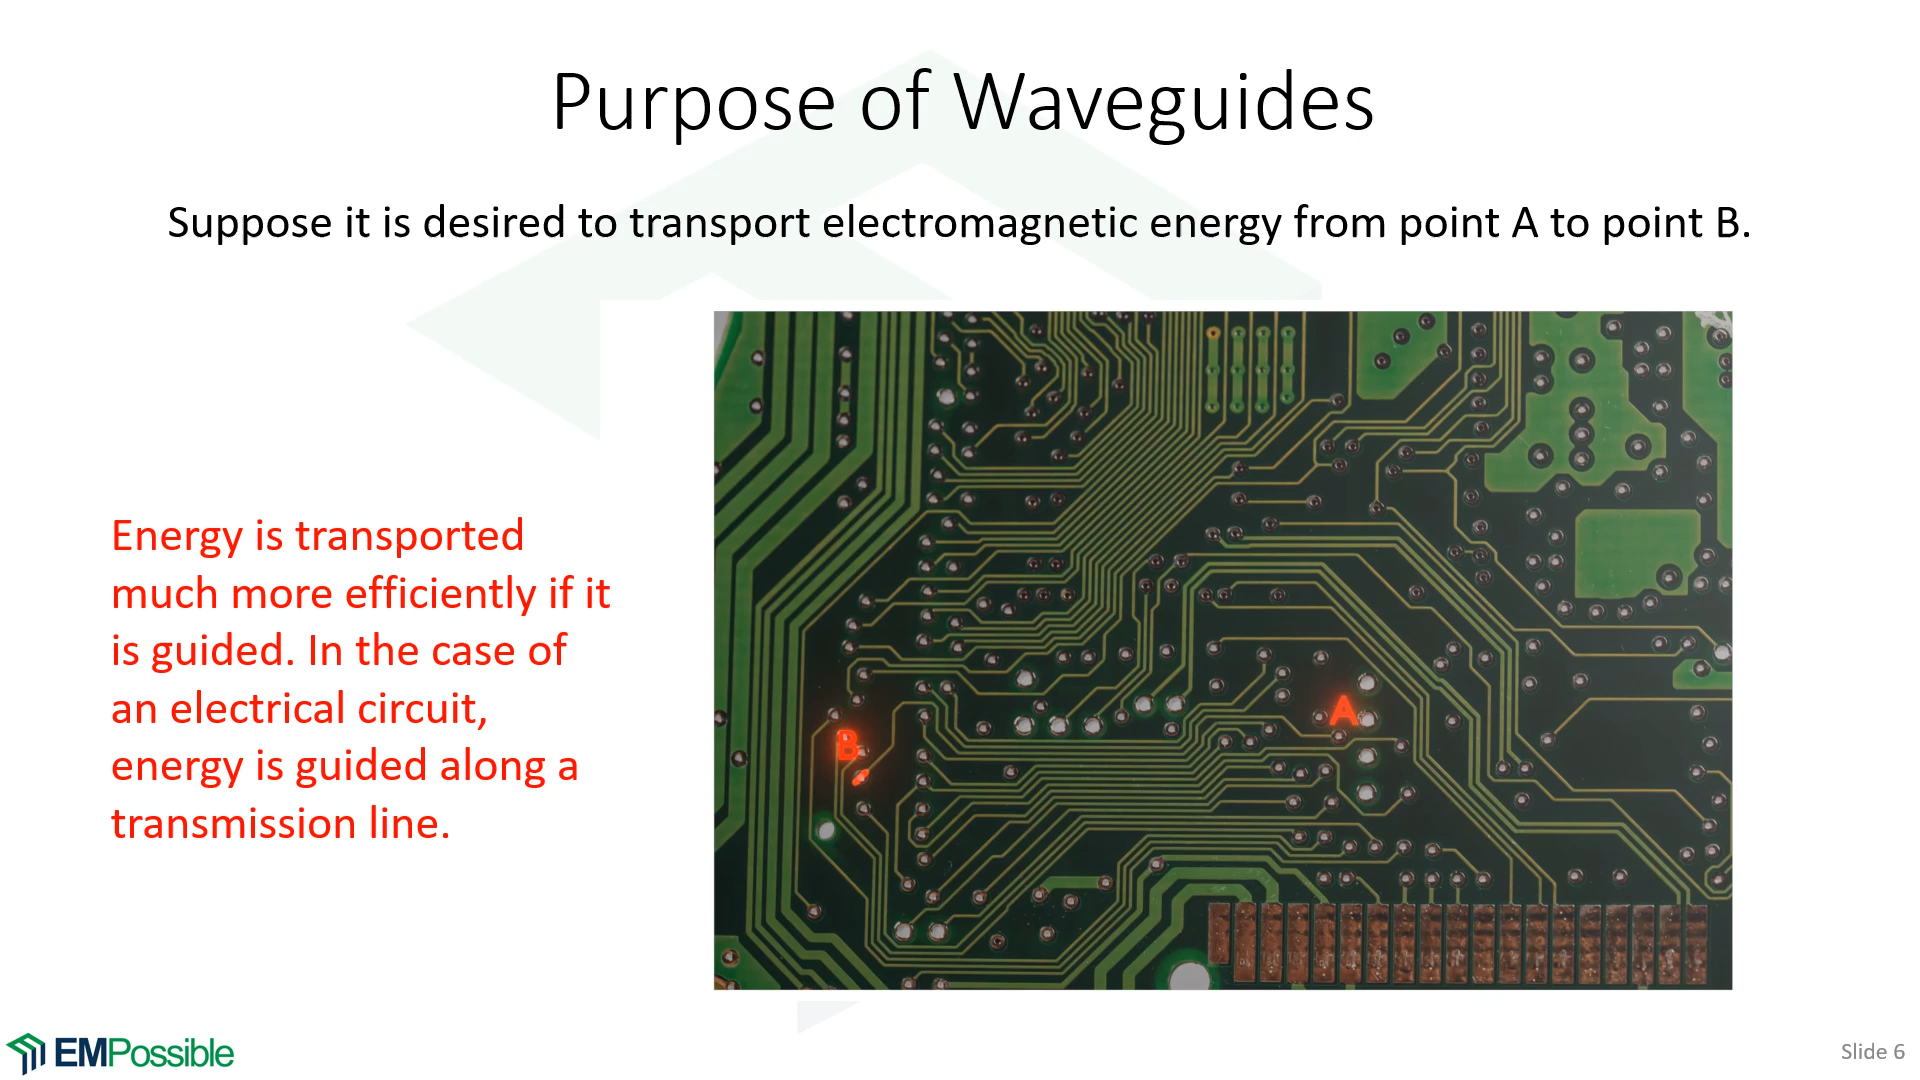 Purpose of Waveguides
Suppose it is desired to transport electromagnetic energy from point A to point B.
Energy is transported
much more efficiently if it
is guided. In the case of
an electrical circuit,
energy is guided along a
transmission line.
A
B
EMPossible
Slide 6